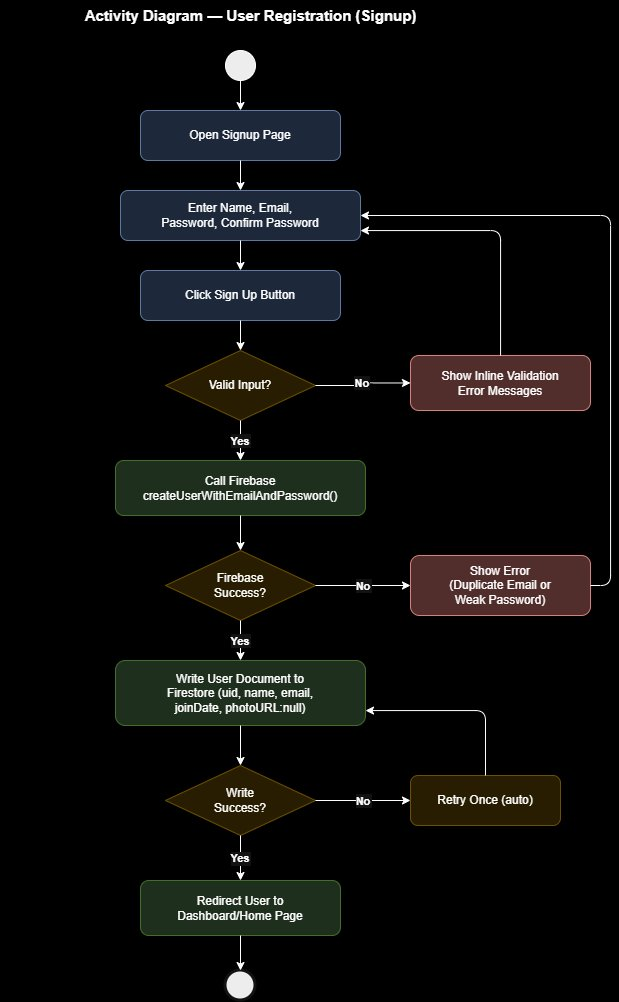 Activity Diagram — User Registration (Signup)
Open Signup Page
Enter Name, Email,
Password, Confirm Password
Click Sign Up Button
Valid Input?
No
Show Inline Validation
Error Messages
Yes
Call Firebase
createUserWithEmailAndPassword()
Firebase
Success?
No
Show Error
(Duplicate Email or
Weak Password)
Yes
Write User Document to
Firestore (uid, name, email,
joinDate, photoURL:null)
Write
Success?
No
Retry Once (auto)
Yes
Redirect User to
Dashboard/Home Page